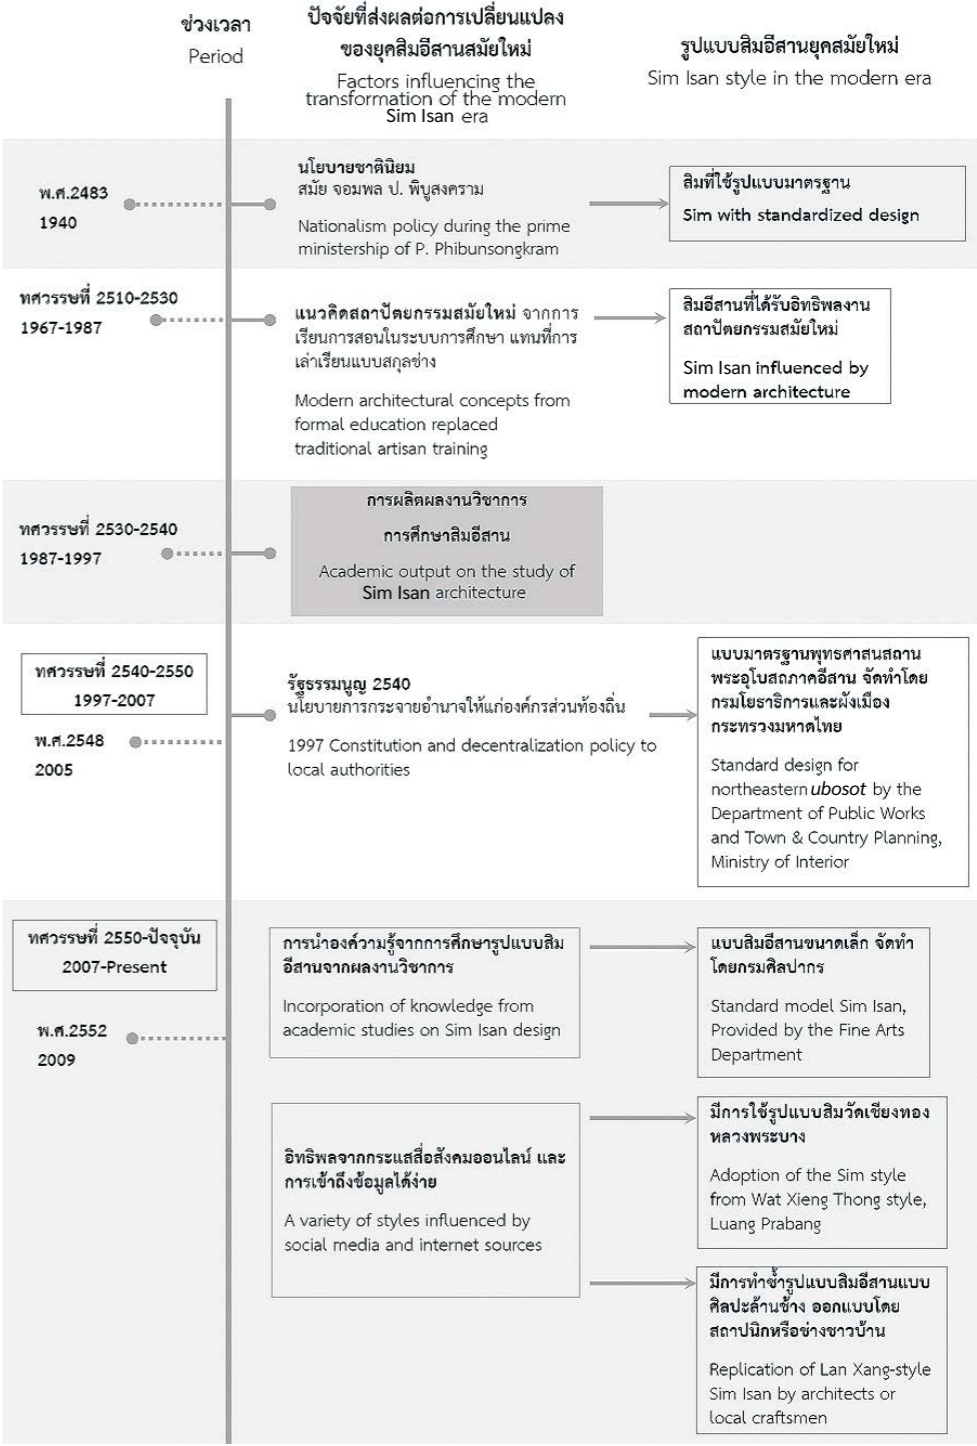 ช่วงเวลา
Period
ปัจจัยที่ส่งผลต่อการเปลี่ยนแปลง
ของยุคสิมอีสานสมัยใหม่
Factors influencing the
transformation of the modern
Sim Isan era
รูปแบบสิมอีสานยุคสมัยใหม่
Sim Isan style in the modern era
พ.ศ.2483
1940
นโยบายชาตินิยม
สมัย จอมพล ป. พิบูสงคราม
Nationalism policy during the prime
ministership of P. Phibunsongkram
สิมที่ใช้รูปแบบมาตรฐาน
Sim with standardized design
ทศวรรษที่ 2510-2530
1967-1987
แนวคิดสถาปัตยกรรมสมัยใหม่ จากการ
เรียนการสอนในระบบการศึกษา แทนที่การ
เล่าเรียนแบบสกุลช่าง
Modern architectural concepts from
formal education replaced
traditional artisan training
สิมอีสานที่ได้รับอิทธิพลงาน
สถาปัตยกรรมสมัยใหม่
Sim Isan influenced by
modern architecture
ทศวรรษที่ 2530-2540
1987-1997
การผลิตผลงานวิชาการ
การศึกษาสิมอีสาน
Academic output on the study of
Sim Isan architecture
ทศวรรษที่ 2540-2550
1997-2007
พ.ศ.2548
2005
รัฐธรรมนูญ 2540
นโยบายการกระจายอำนาจให้แก่องค์กรส่วนท้องถิ่น
1997 Constitution and decentralization policy to
local authorities
แบบมาตรฐานพุทธศาสนสถาน
พระอุโบสถภาคอีสาน จัดทำโดย
กรมโยธาธิการและผังเมือง
กระทรวงมหาดไทย
Standard design for
northeastern ubosot by the
Department of Public Works
and Town & Country Planning,
Ministry of Interior
ทศวรรษที่ 2550-ปัจจุบัน
2007-Present
พ.ศ.2552
2009
การนำองค์ความรู้จากการศึกษารูปแบบสิม
อีสานจากผลงานวิชาการ
Incorporation of knowledge from
academic studies on Sim Isan design
แบบสิมอีสานขนาดเล็ก จัดทำ
โดยกรมศิลปากร
Standard model Sim Isan,
Provided by the Fine Arts
Department
อิทธิพลจากกระแสสื่อสังคมออนไลน์ และ
การเข้าถึงข้อมูลได้ง่าย
A variety of styles influenced by
social media and internet sources
มีการใช้รูปแบบสิมวัดเชียงทอง
หลวงพระบาง
Adoption of the Sim style
from Wat Xieng Thong style,
Luang Prabang
มีการทำซ้ำรูปแบบสิมอีสานแบบ
ศิลปะล้านช้าง ออกแบบโดย
สถาปนิกหรือช่างชาวบ้าน
Replication of Lan Xang-style
Sim Isan by architects or
local craftsmen